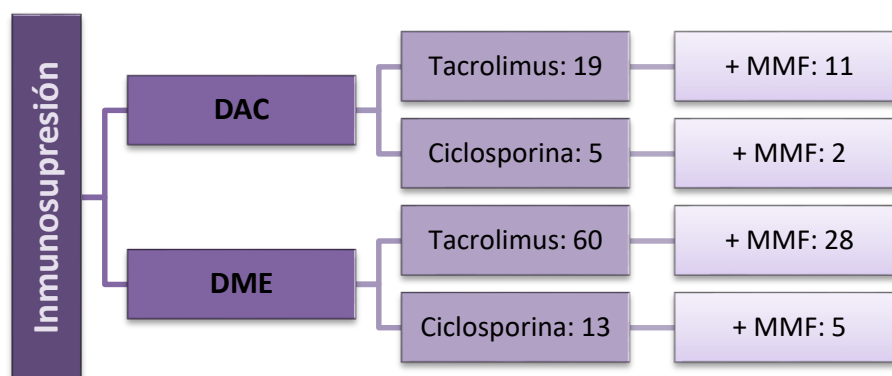 Inmunosupresión
DAC
Tacrolimus: 19
+ MMF: 11
Ciclosporina: 5
+ MMF: 2
DME
Tacrolimus: 60
+ MMF: 28
Ciclosporina: 13
+ MMF: 5